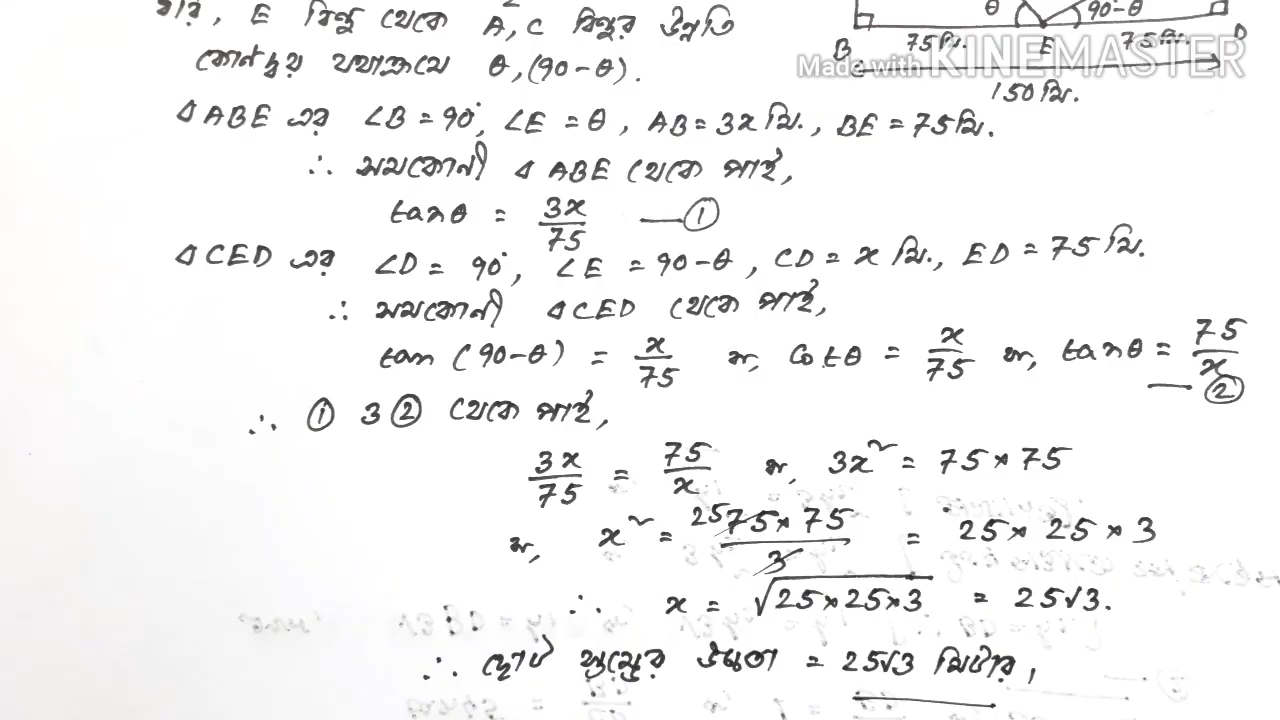 ধরি, E বিন্দু থেকে A, C বিন্দুর উন্নতি
কোণদ্বয় যথাক্রমে θ, (90-θ).
θ 90-θ
B 75মি. E 75মি. D
Made with KINEMASTER
150 মি.
∆ ABE এর ∠B = 90°, ∠E = θ, AB = 3x মি., BE = 75মি.
∴ সমকোণী ∆ ABE থেকে পাই,
tanθ = 3x/75 —①
∆ CED এর ∠D = 90°, ∠E = 90-θ, CD = x মি., ED = 75 মি.
∴ সমকোণী ∆CED থেকে পাই,
tan (90-θ) = x/75 বা, Cotθ = x/75 বা, tanθ = 75/x —②
∴ ① ও ② থেকে পাই,
3x/75 = 75/x বা, 3x² = 75×75
বা, x² = 25 75×75/3 = 25×25×3
∴ x = √25×25×3 = 25√3.
∴ ছোট স্তম্ভের উচ্চতা = 25√3 মিটার,